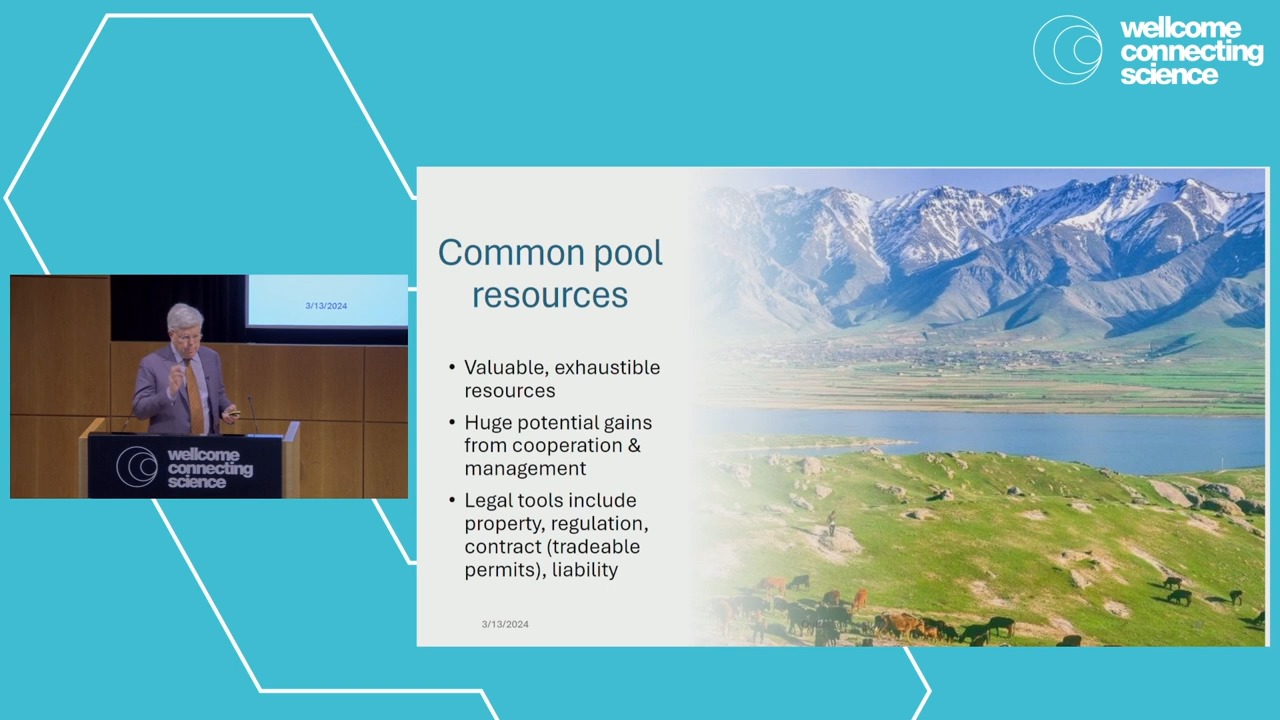 wellcome
connecting
science
Common pool
resources
• Valuable, exhaustible
resources
• Huge potential gains
from cooperation &
management
• Legal tools include
property, regulation,
contract (tradeable
permits), liability
3/13/2024
3/13/2024
wellcome
connecting
science